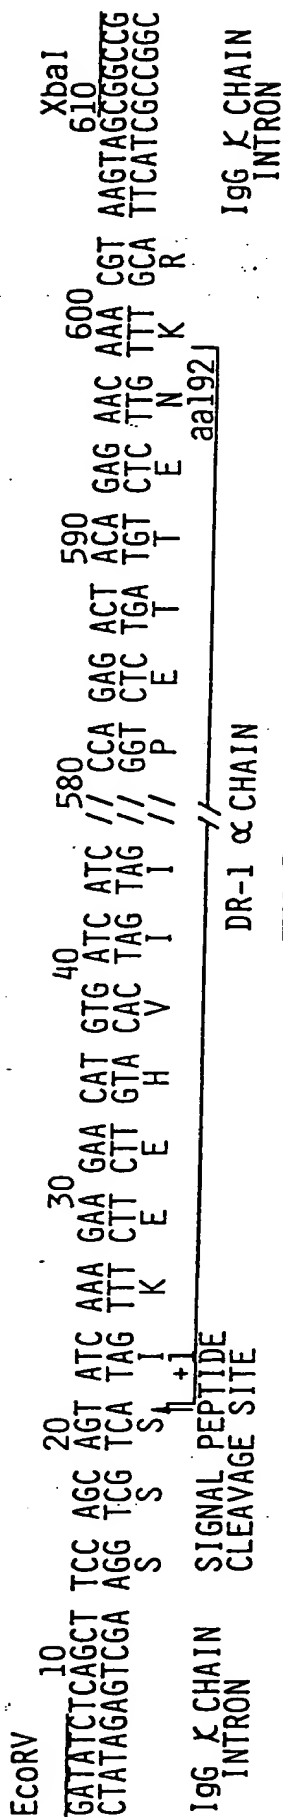 EcoRV XbaI
10 20 30 40 580 590 600 610
GATATCTCAGCT TCC AGC AGT ATC AAA GAA GAA CAT GTG ATC ATC // CCA GAG ACT ACA GAG AAC AAA CGT AAGTAGCGGCCG
CTATAGAGTCGA AGG TCG TCA TAG TTT CTT CTT GTA CAC TAG TAG // GGT CTC TGA TGT CTC TTG TTT GCA TTCATCGCCGGC
S S S I K E E H V I I // P E T T E N K R
+1 aa192
IgG κ CHAIN
INTRON
SIGNAL PEPTIDE
CLEAVAGE SITE
DR-1 α CHAIN
IgG κ CHAIN
INTRON